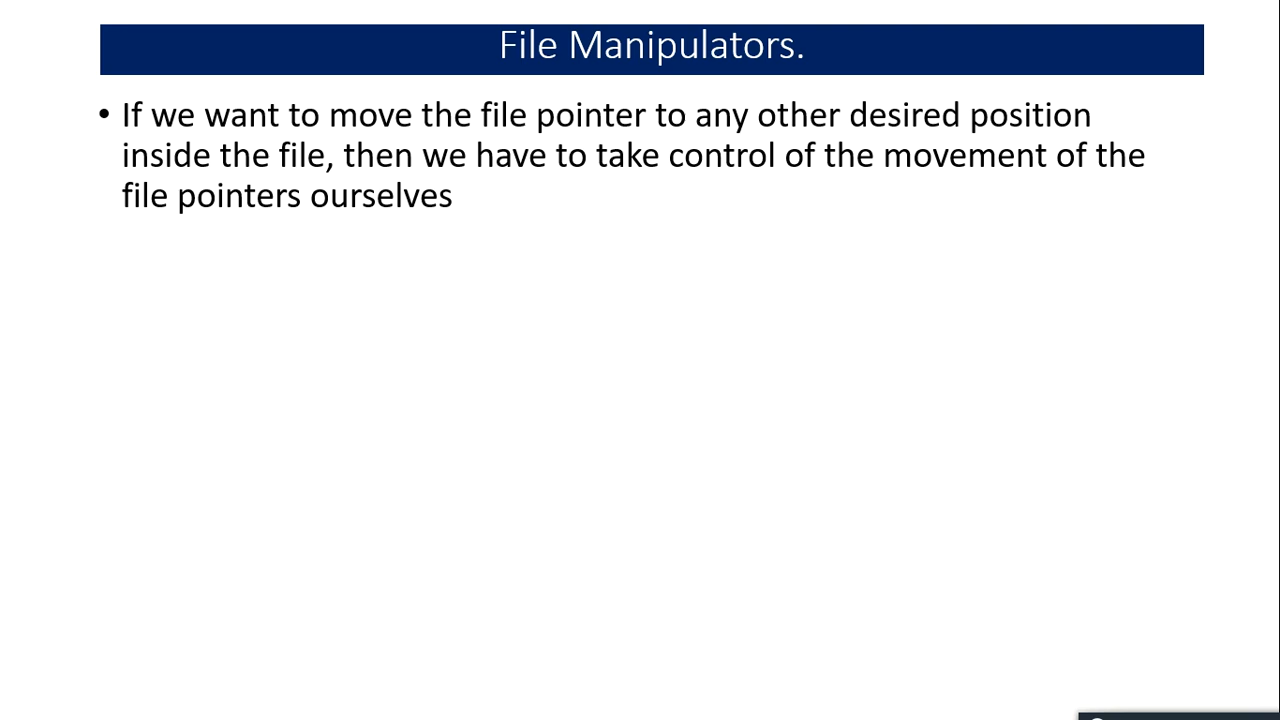 File Manipulators.
• If we want to move the file pointer to any other desired position
inside the file, then we have to take control of the movement of the
file pointers ourselves